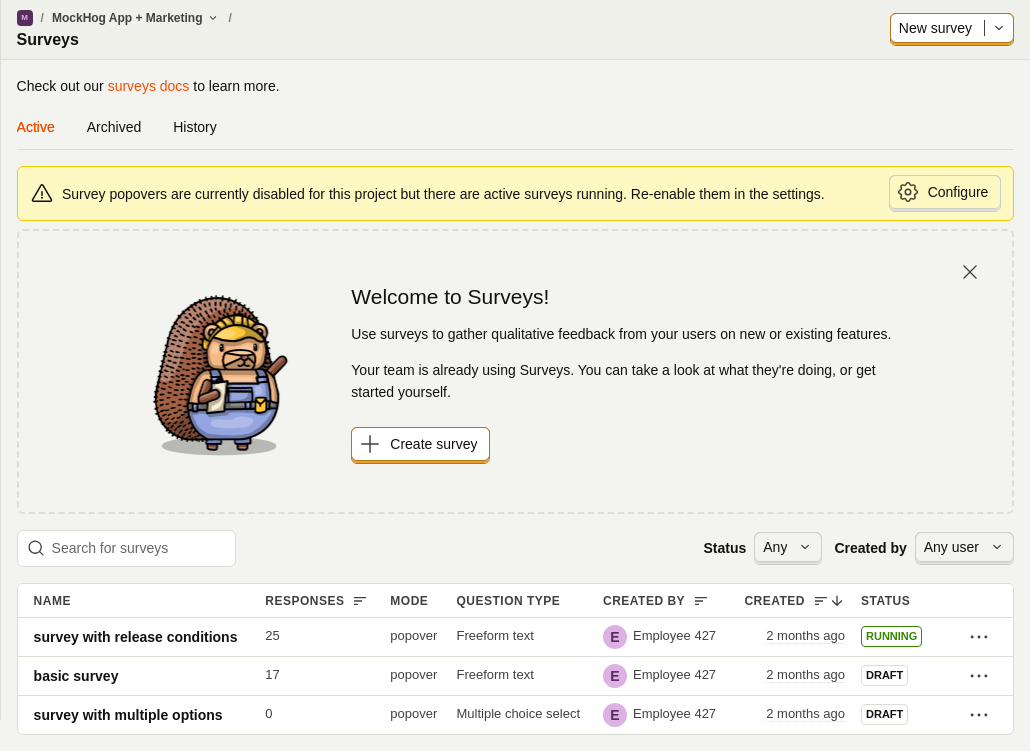 M / MockHog App + Marketing /
Surveys
New survey
Check out our surveys docs to learn more.
Active Archived History
Survey popovers are currently disabled for this project but there are active surveys running. Re-enable them in the settings.
Configure
Welcome to Surveys!
Use surveys to gather qualitative feedback from your users on new or existing features.
Your team is already using Surveys. You can take a look at what they're doing, or get
started yourself.
Create survey
Search for surveys
Status Any Created by Any user
NAME RESPONSES MODE QUESTION TYPE CREATED BY CREATED STATUS
survey with release conditions 25 popover Freeform text E Employee 427 2 months ago RUNNING
basic survey 17 popover Freeform text E Employee 427 2 months ago DRAFT
survey with multiple options 0 popover Multiple choice select E Employee 427 2 months ago DRAFT